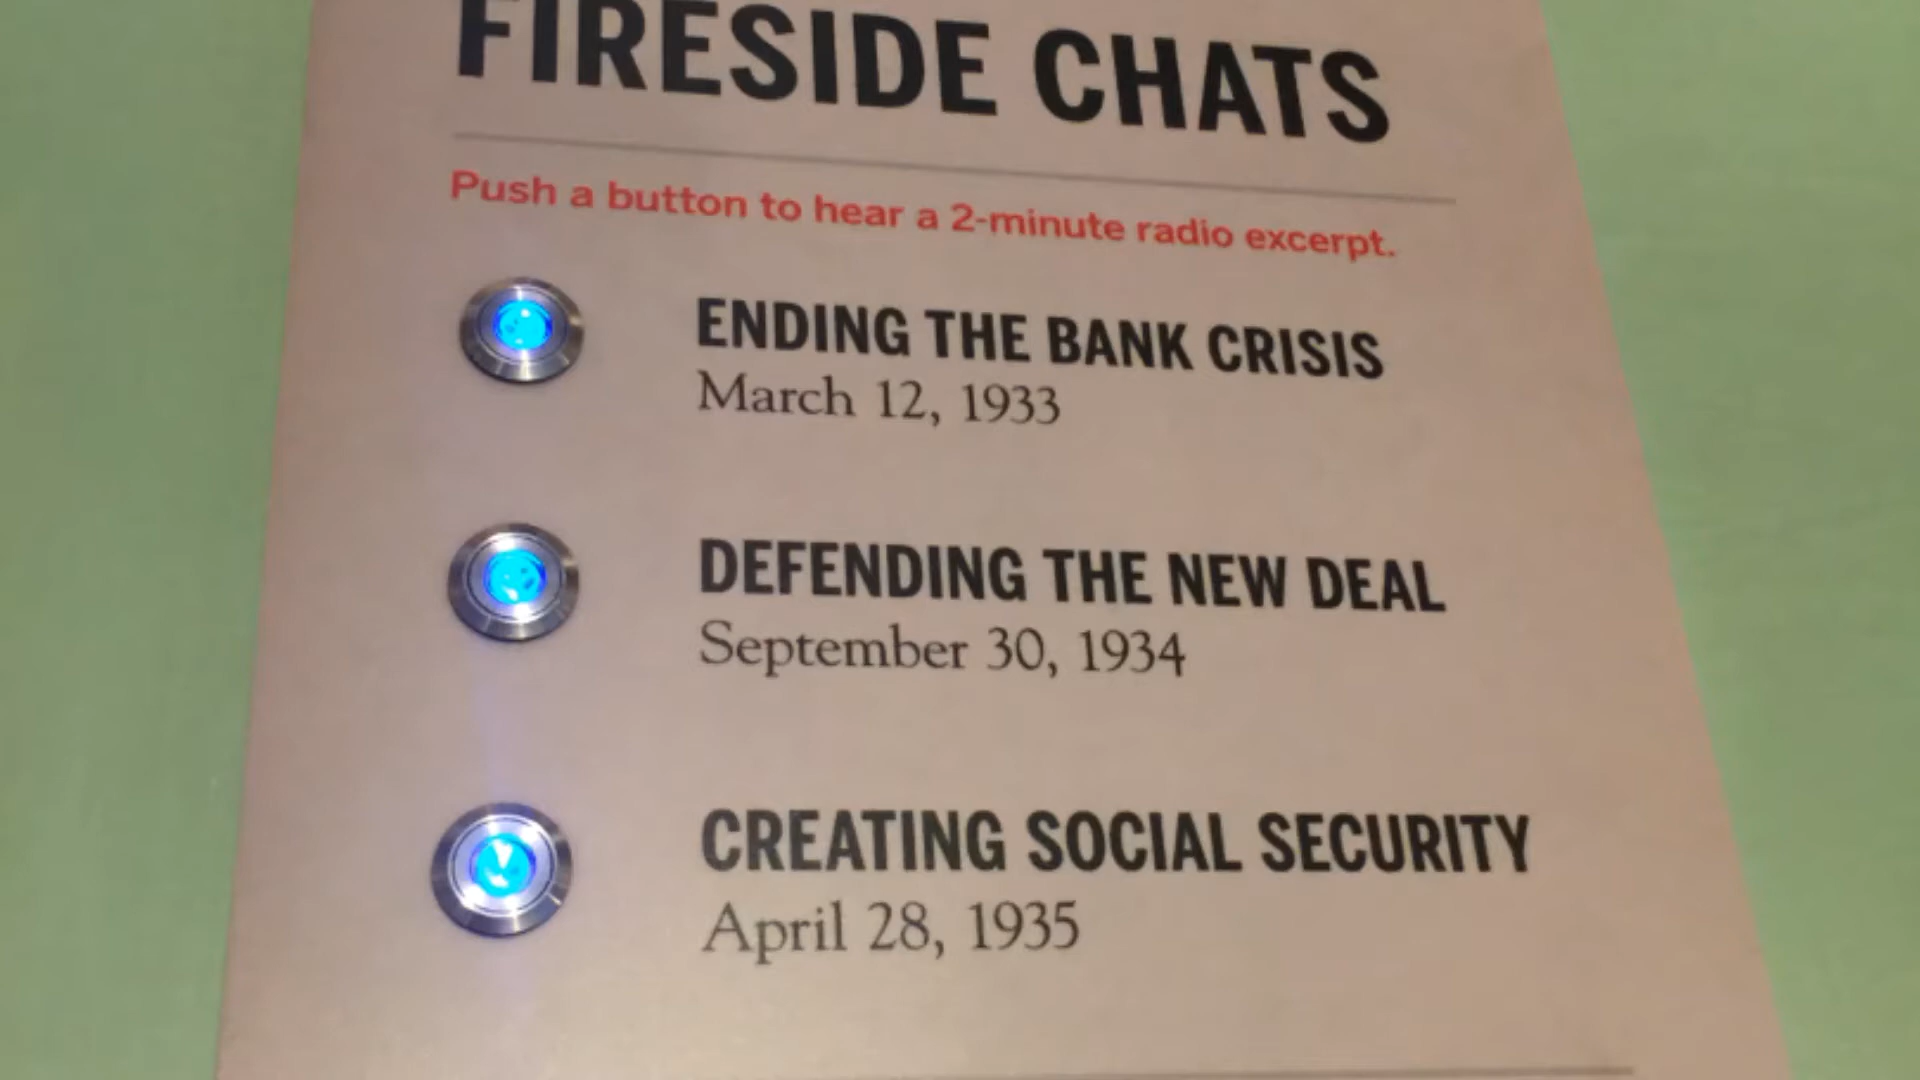 FIRESIDE CHATS
Push a button to hear a 2-minute radio excerpt.
ENDING THE BANK CRISIS
March 12, 1933
DEFENDING THE NEW DEAL
September 30, 1934
CREATING SOCIAL SECURITY
April 28, 1935